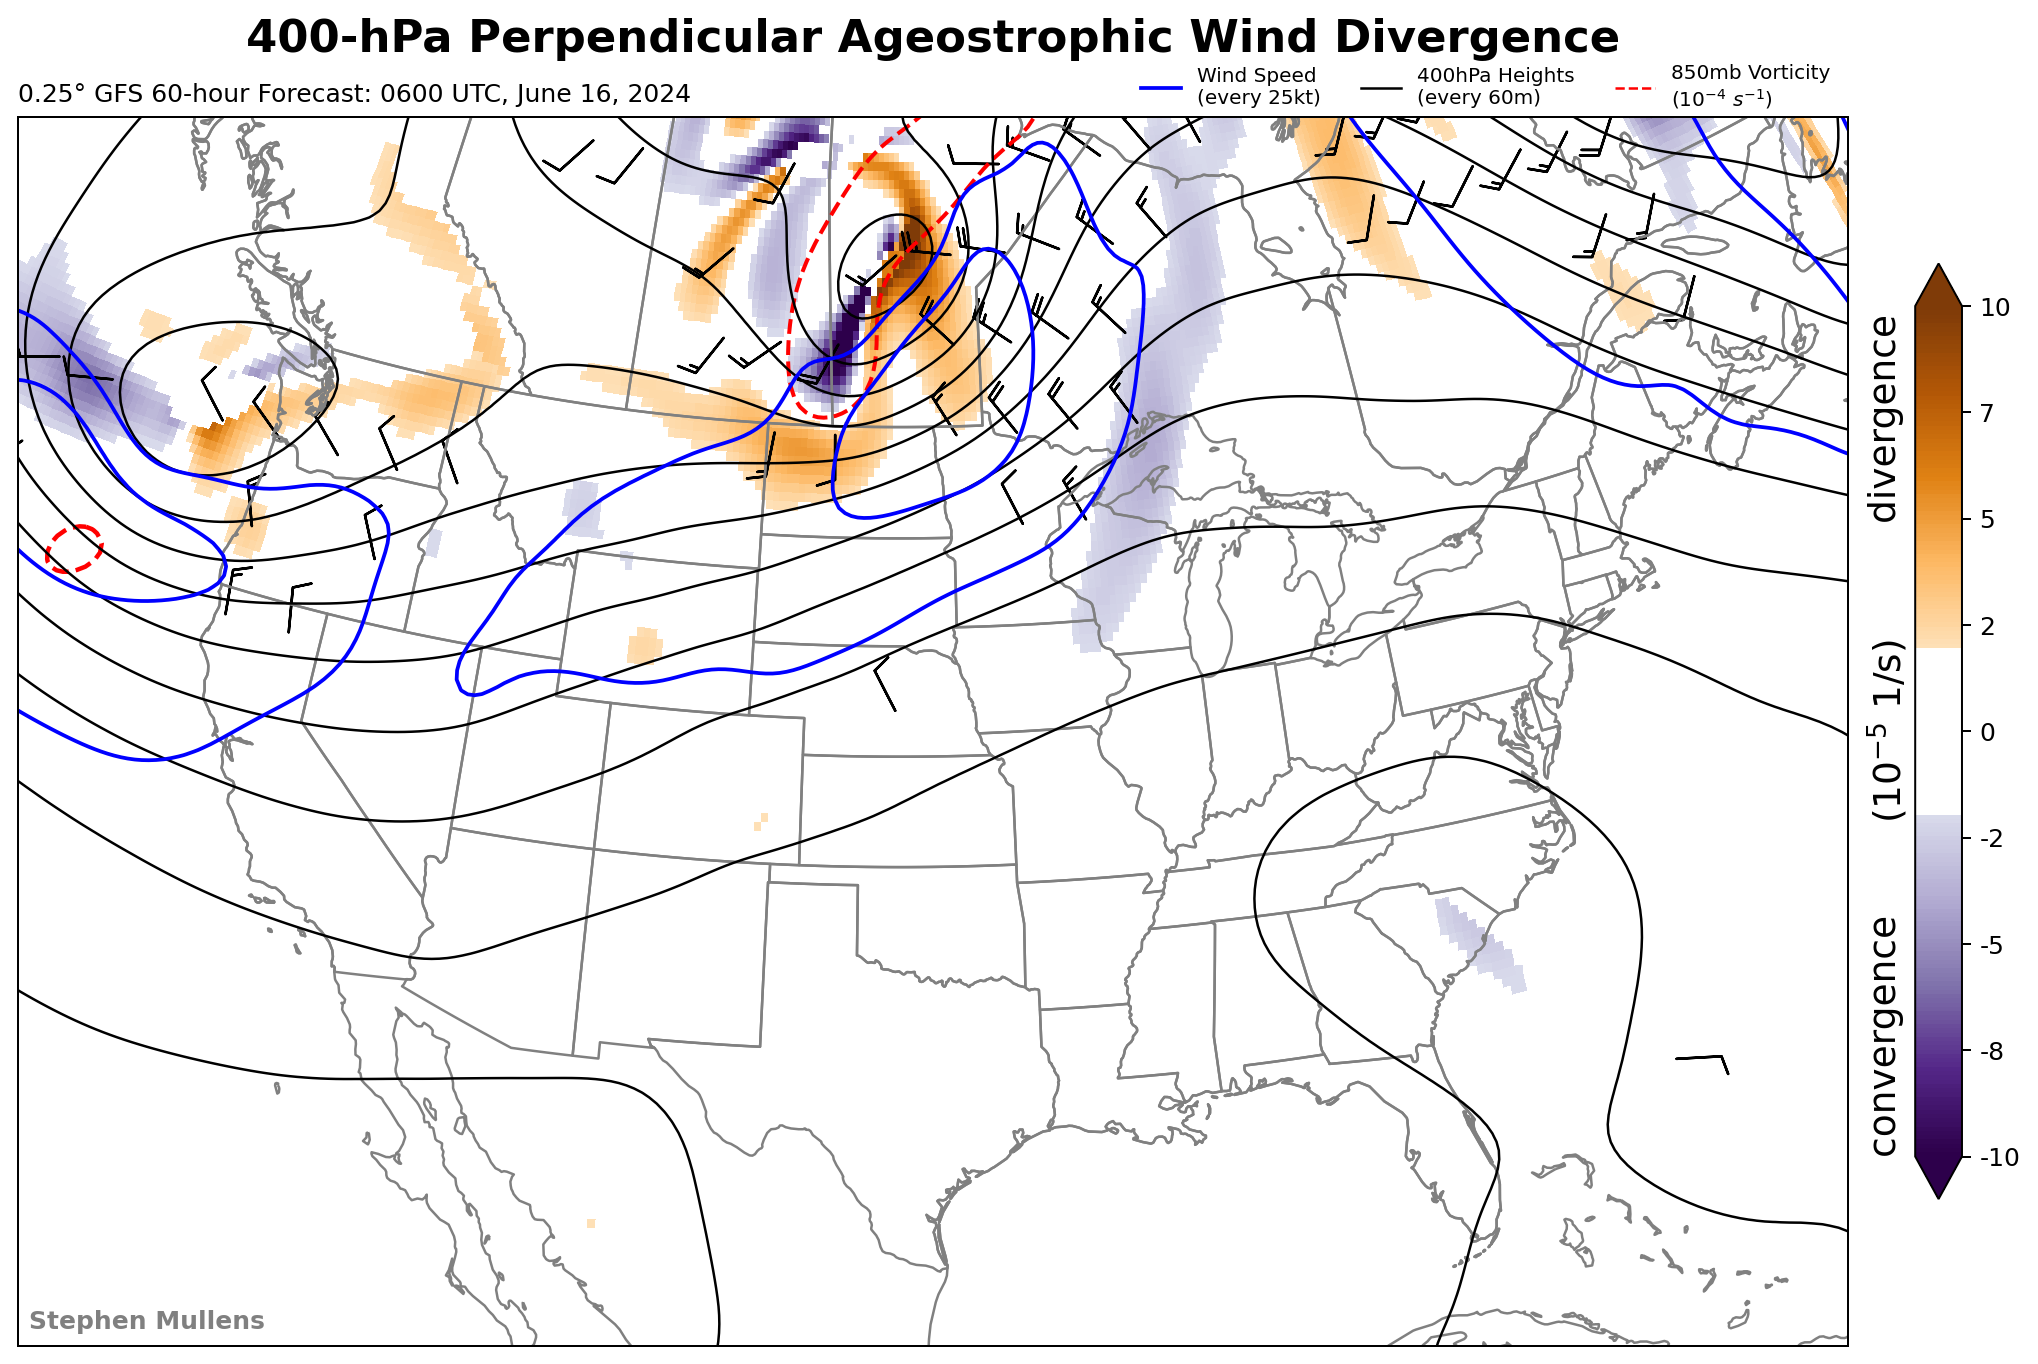 400-hPa Perpendicular Ageostrophic Wind Divergence
0.25° GFS 60-hour Forecast: 0600 UTC, June 16, 2024
Wind Speed
(every 25kt)
400hPa Heights
(every 60m)
850mb Vorticity
(10⁻⁴ s⁻¹)
10
7
5
2
0
-2
-5
-8
-10
convergence (10⁻⁵ 1/s) divergence
Stephen Mullens